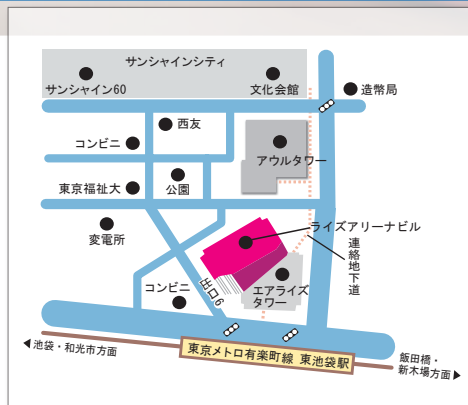 サンシャインシティ
サンシャイン60
文化会館
造幣局
西友
コンビニ
アウルタワー
東京福祉大
公園
ライズアリーナビル
変電所
連絡地下道
コンビニ
出口6
エアライズ
タワー
池袋・和光市方面
東京メトロ有楽町線 東池袋駅
飯田橋・
新木場方面